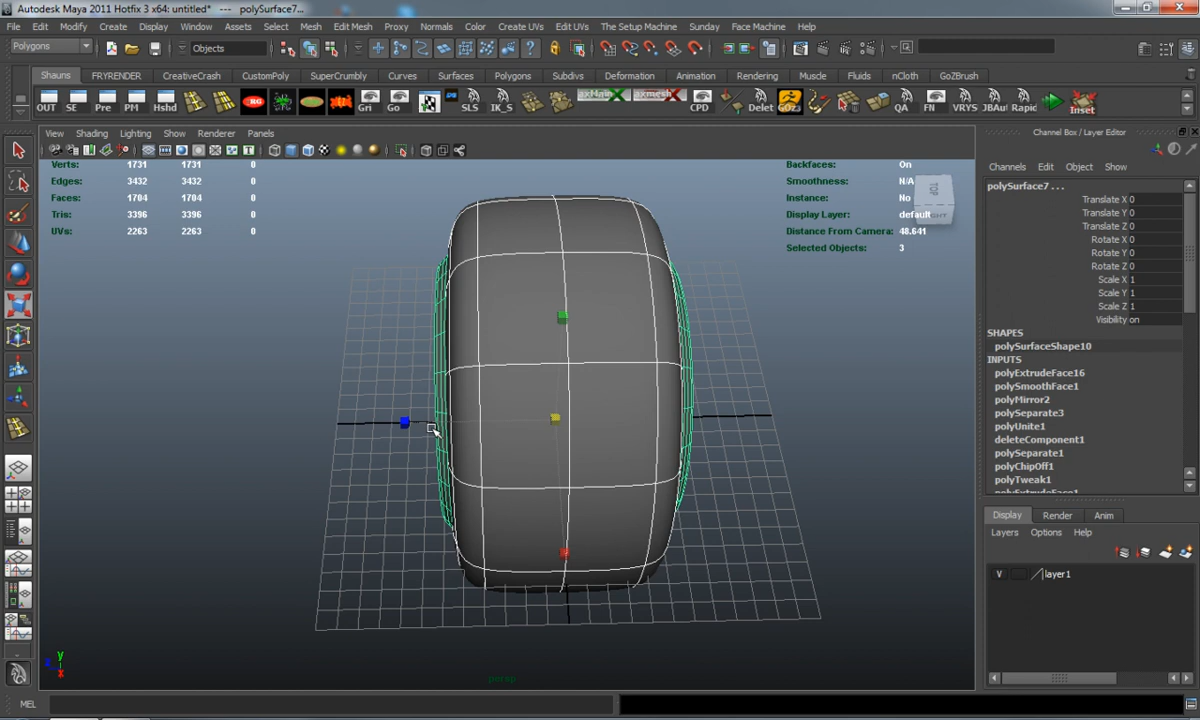 Autodesk Maya 2011 Hotfix 3 x64: untitled* --- polySurface7...
File Edit Modify Create Display Window Assets Select Mesh Edit Mesh Proxy Normals Color Create UVs Edit UVs The Setup Machine Sunday Face Machine Help
Polygons Objects
Shauns FRYRENDER CreativeCrash CustomPoly SuperCrumbly Curves Surfaces Polygons Subdivs Deformation Animation Rendering Muscle Fluids nCloth GoZBrush
OUT SE Pre PM Hshd Gri Go SLS IK_S axMain axmesh CPD Delet GOz QA FN VRYS JBAu Rapic Inset
View Shading Lighting Show Renderer Panels
Channel Box / Layer Editor
Channels Edit Object Show
Verts: 1731 1731 0
Edges: 3432 3432 0
Faces: 1704 1704 0
Tris: 3396 3396 0
UVs: 2263 2263 0
Backfaces: On
Smoothness: N/A
Instance: No
Display Layer: default
Distance From Camera: 48.641
Selected Objects: 3
TOP
polySurface7 . . .
Translate X 0
Translate Y 0
Translate Z 0
Rotate X 0
Rotate Y 0
Rotate Z 0
Scale X 1
Scale Y 1
Scale Z 1
Visibility on
SHAPES
polySurfaceShape10
INPUTS
polyExtrudeFace16
polySmoothFace1
polyMirror2
polySeparate3
polyUnite1
deleteComponent1
polySeparate1
polyChipOff1
polyTweak1
polyExtrudeFace1
Display Render Anim
Layers Options Help
V layer1
y
z
x
persp
MEL